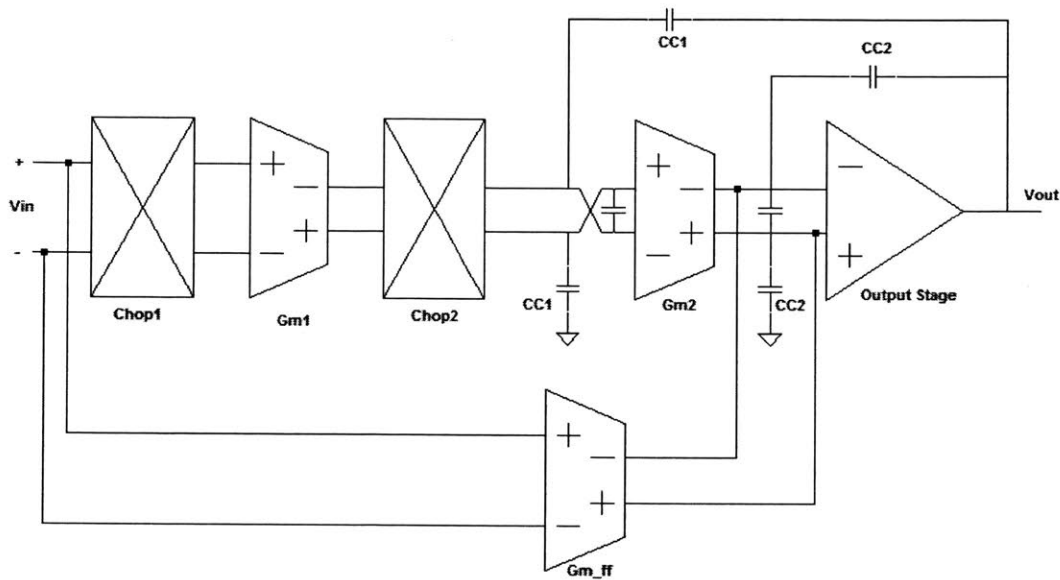 CC1
CC2
+
Vin
-
Chop1
+
-
-
+
Gm1
Chop2
CC1
+
-
-
+
Gm2
CC2
-
+
Output Stage
Vout
+
-
-
+
Gm_ff